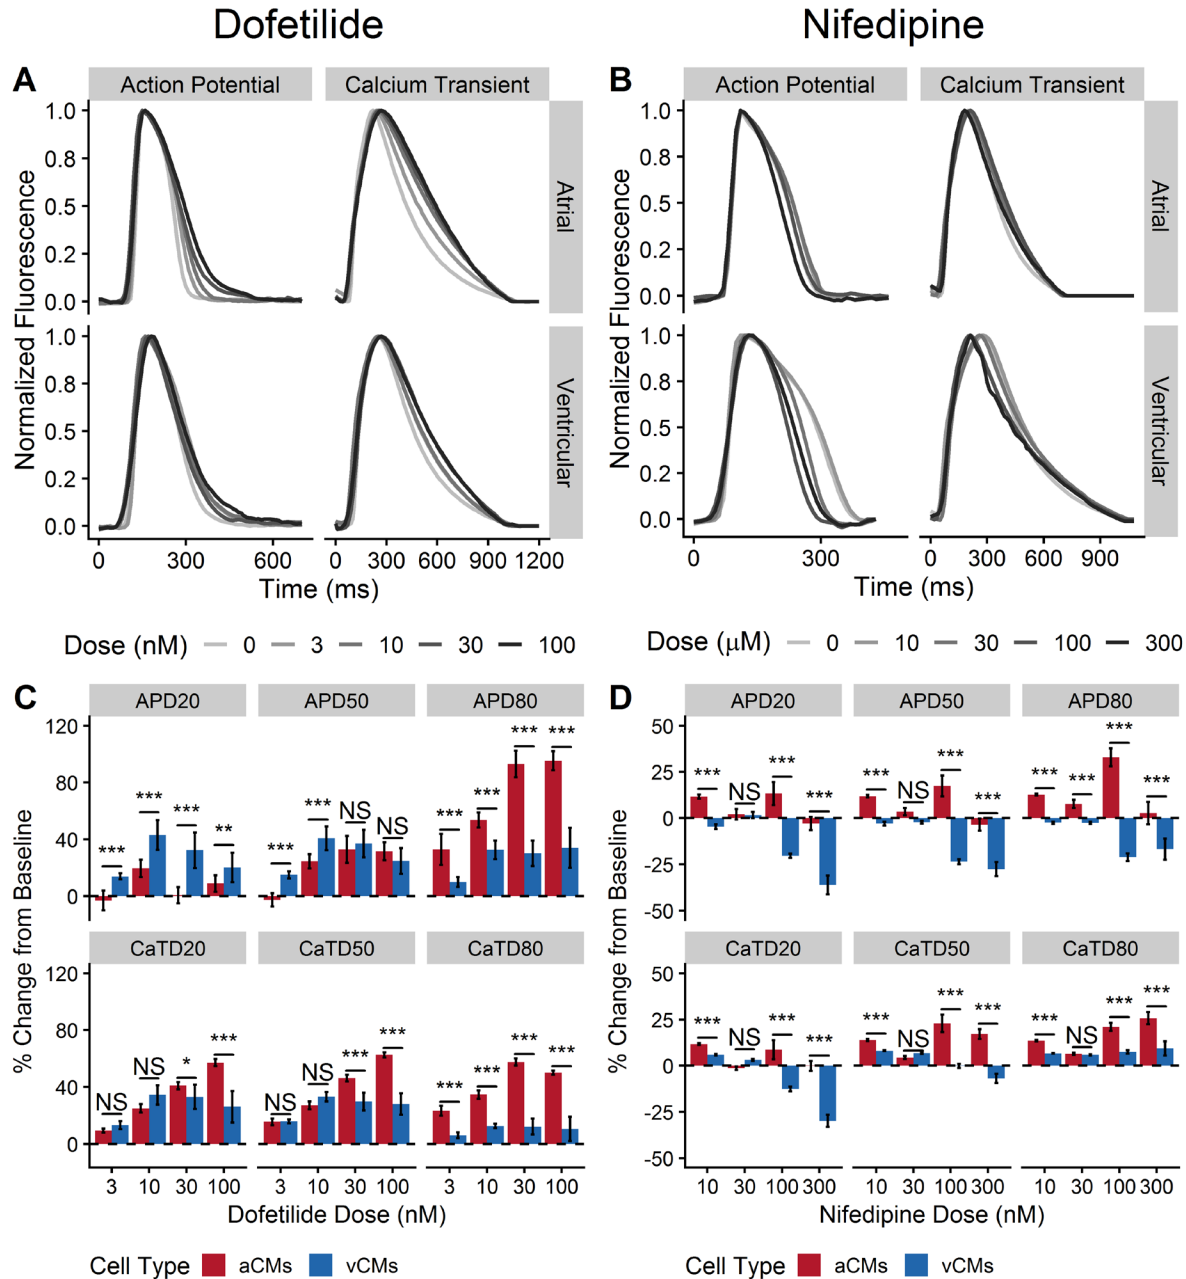 Dofetilide
Nifedipine
A
Action Potential
Calcium Transient
Normalized Fluorescence
1.0
0.8
0.5
0.2
0.0
Atrial
1.0
0.8
0.5
0.2
0.0
Ventricular
0 300 600
0 300 600 900 1200
Time (ms)
Dose (nM) 0 3 10 30 100
B
Action Potential
Calcium Transient
Normalized Fluorescence
1.0
0.8
0.5
0.2
0.0
Atrial
1.0
0.8
0.5
0.2
0.0
Ventricular
0 300
0 300 600 900
Time (ms)
Dose (μM) 0 10 30 100 300
C
APD20
APD50
APD80
% Change from Baseline
120
80
40
0
*** *** *** **
*** *** NS NS
*** *** *** ***
CaTD20
CaTD50
CaTD80
120
80
40
0
NS NS * ***
NS NS *** ***
*** *** *** ***
3 10 30 100
3 10 30 100
3 10 30 100
Dofetilide Dose (nM)
Cell Type aCMs vCMs
D
APD20
APD50
APD80
% Change from Baseline
50
25
0
-25
-50
*** NS *** ***
*** NS *** ***
*** *** *** ***
CaTD20
CaTD50
CaTD80
50
25
0
-25
-50
*** NS *** ***
*** NS *** ***
*** NS *** ***
10 30 100 300
10 30 100 300
10 30 100 300
Nifedipine Dose (nM)
Cell Type aCMs vCMs